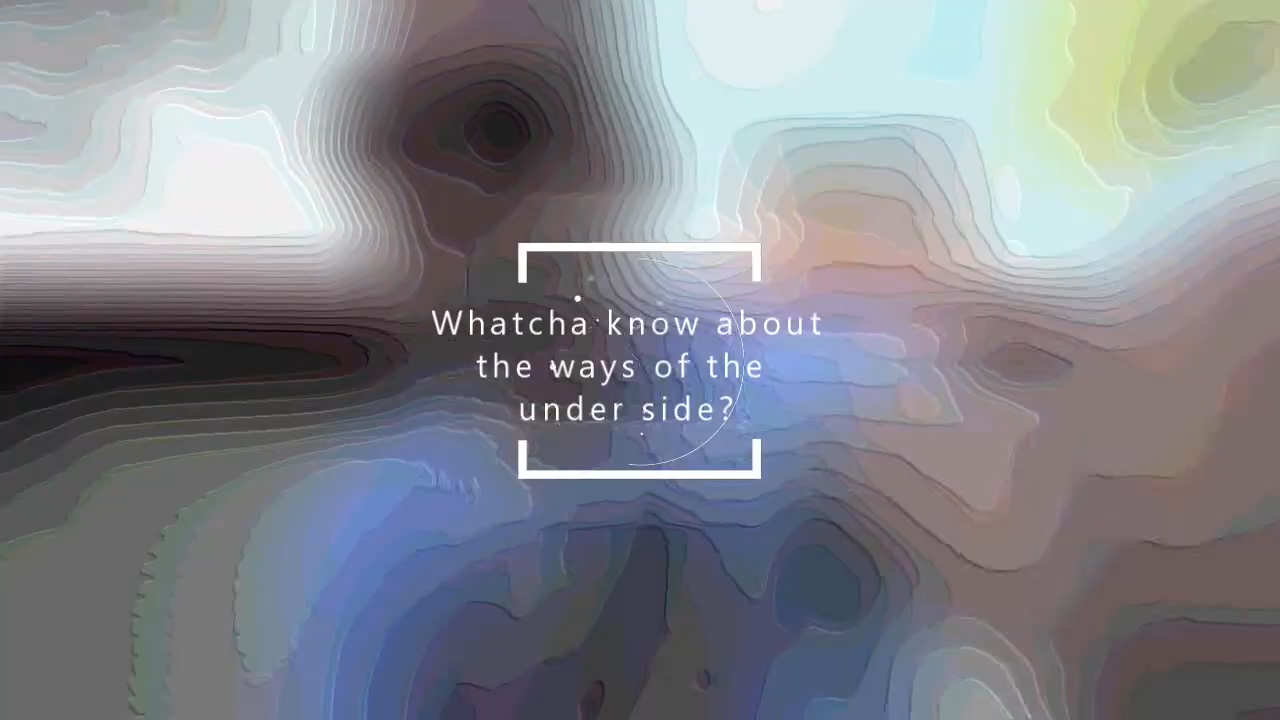 Whatcha know about
the ways of the
under side?